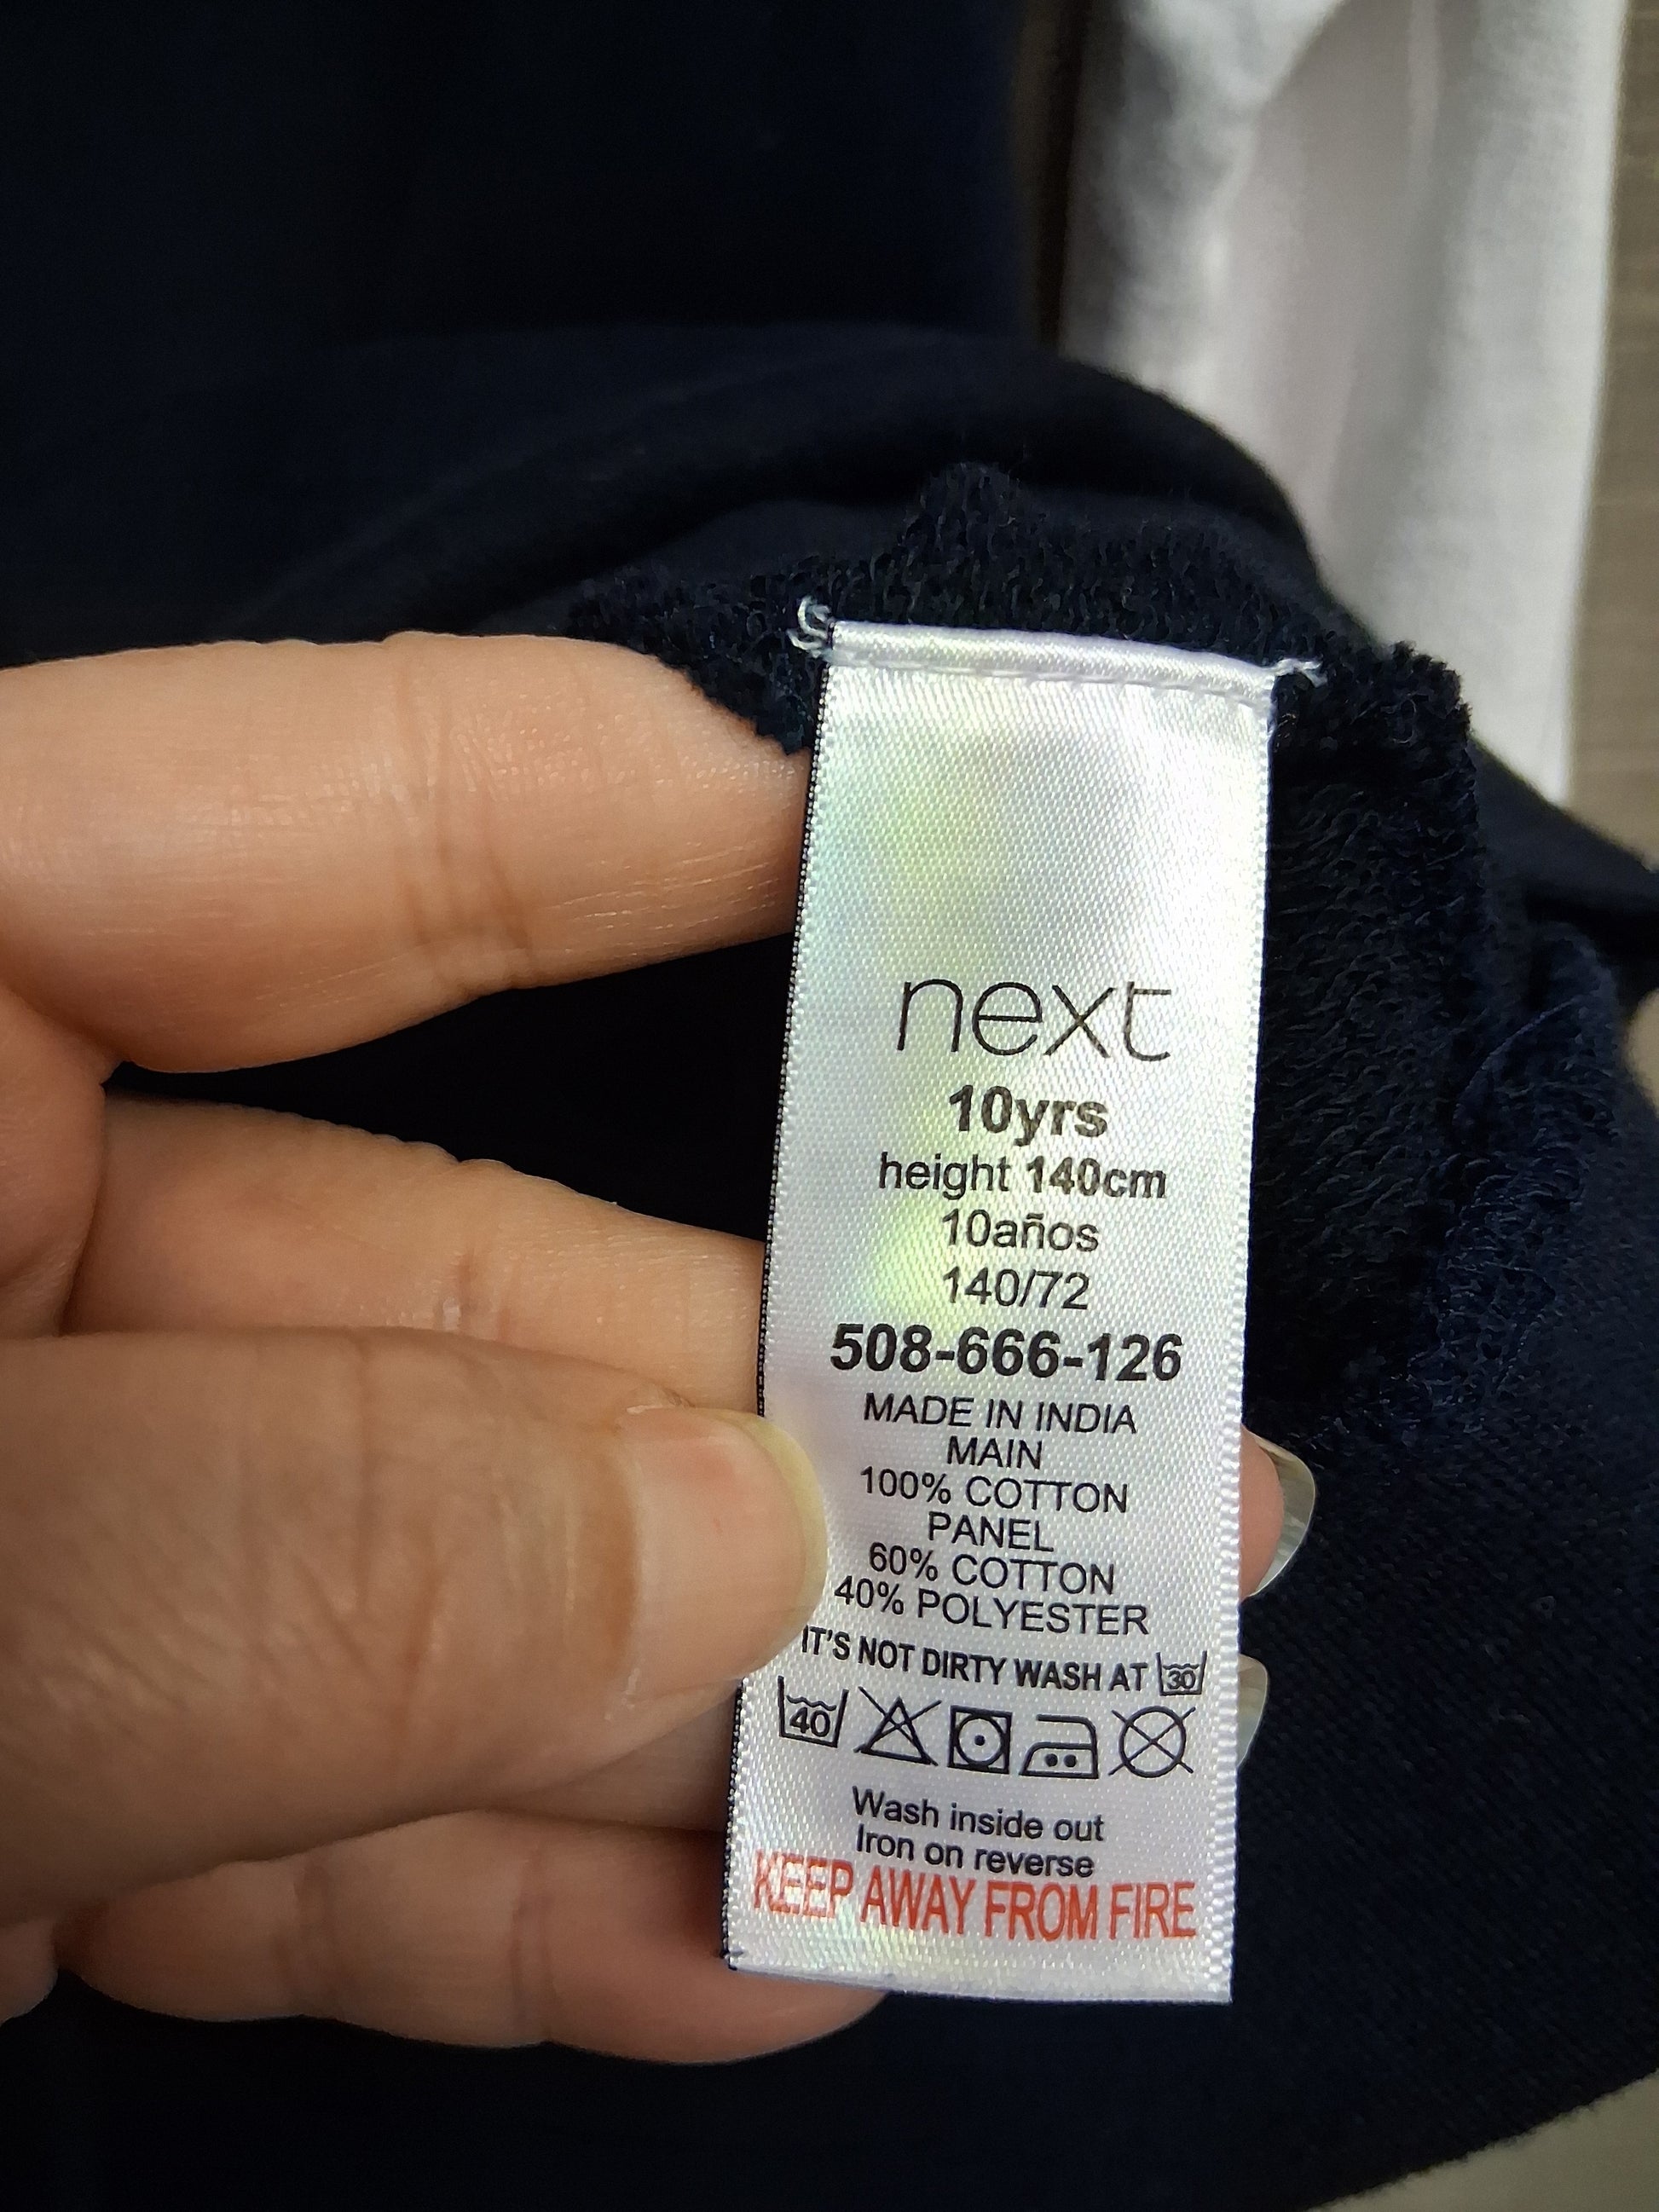 next
10yrs
height 140cm
10años
140/72
508-666-126
MADE IN INDIA
MAIN
100% COTTON
PANEL
60% COTTON
40% POLYESTER
IT'S NOT DIRTY WASH AT 30
40
Wash inside out
Iron on reverse
KEEP AWAY FROM FIRE